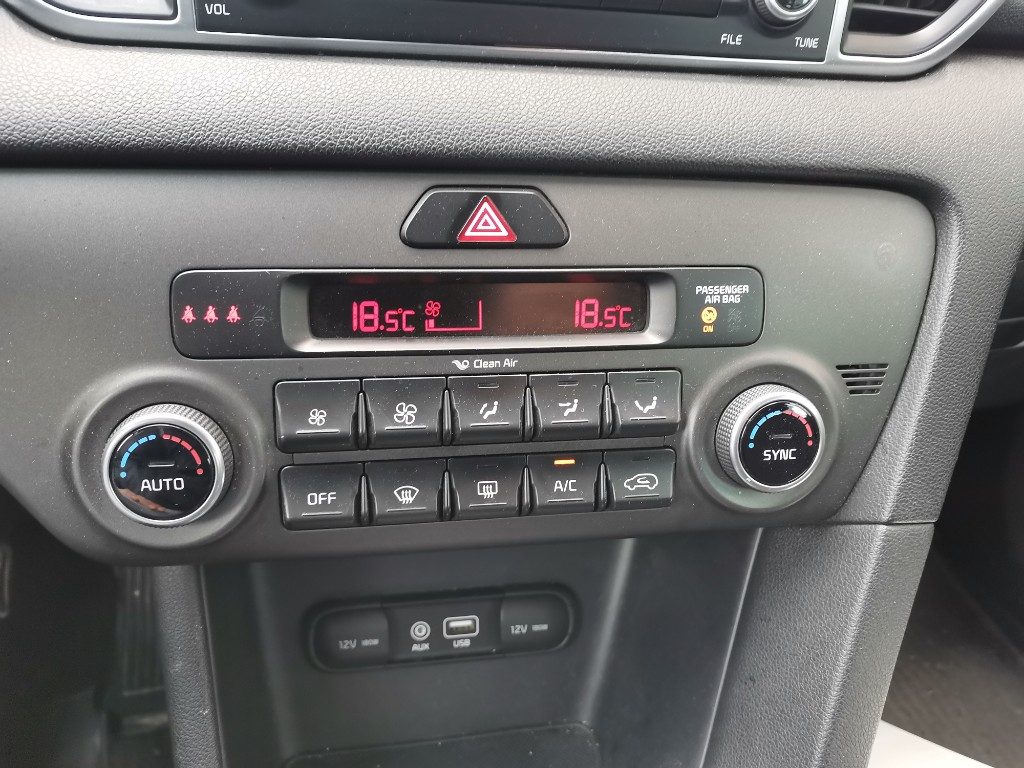 VOL
FILE
TUNE
18.5°C
18.5°C
PASSENGER
AIR BAG
ON
Clean Air
AUTO
SYNC
OFF
A/C
12V
AUX
USB
12V